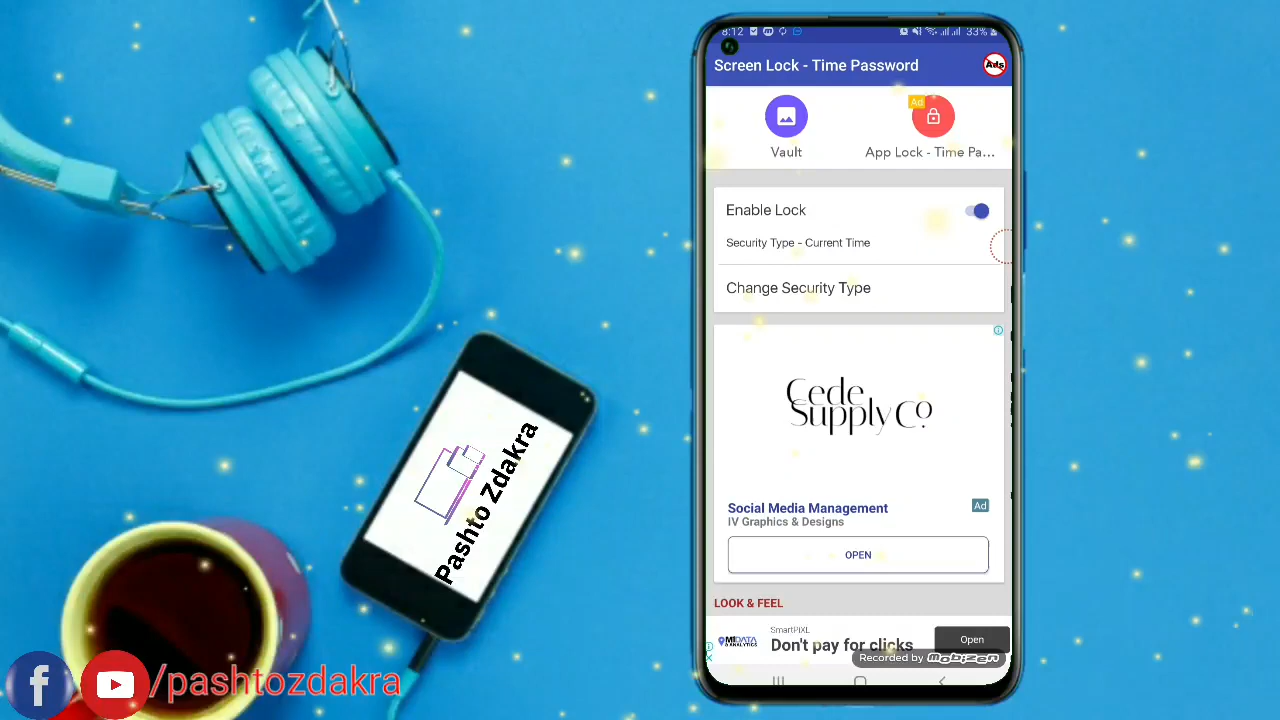 8:12
33%
Screen Lock - Time Password
Ads
Vault
Ad
App Lock - Time Pa...
Enable Lock
Security Type - Current Time
Change Security Type
Cede
Supply Co.
Social Media Management
Ad
IV Graphics & Designs
OPEN
LOOK & FEEL
SmartPiXL
MIDATA
ANALYTICS
Don't pay for clicks
Open
Recorded by mobizen
Pashto Zdakra
/pashtozdakra